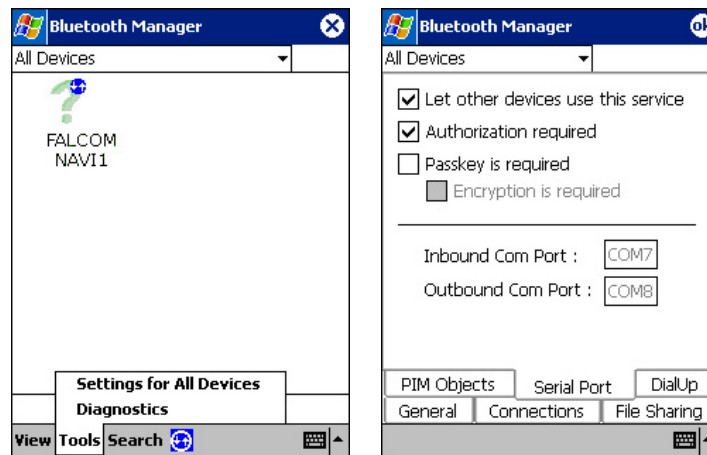 Bluetooth Manager
All Devices
FALCOM
NAVI1
Settings for All Devices
Diagnostics
View Tools Search
Bluetooth Manager
ok
All Devices
Let other devices use this service
Authorization required
Passkey is required
Encryption is required
Inbound Com Port : COM7
Outbound Com Port : COM8
PIM Objects Serial Port DialUp
General Connections File Sharing